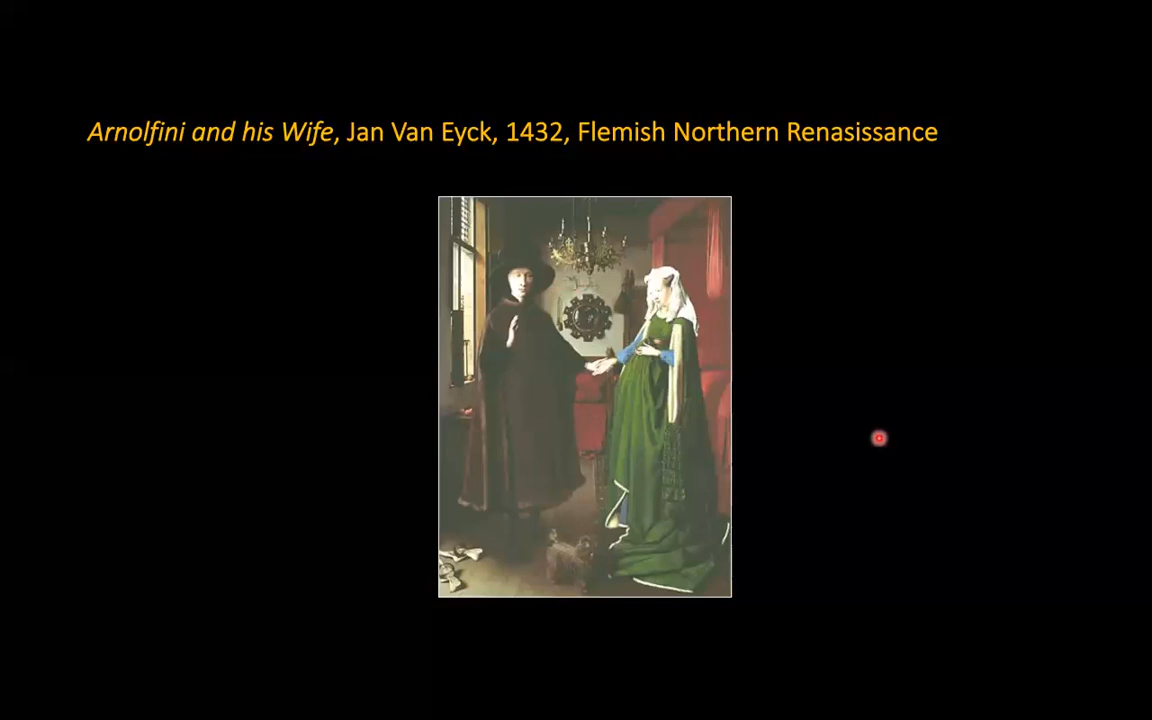 Arnolfini and his Wife, Jan Van Eyck, 1432, Flemish Northern Renasissance